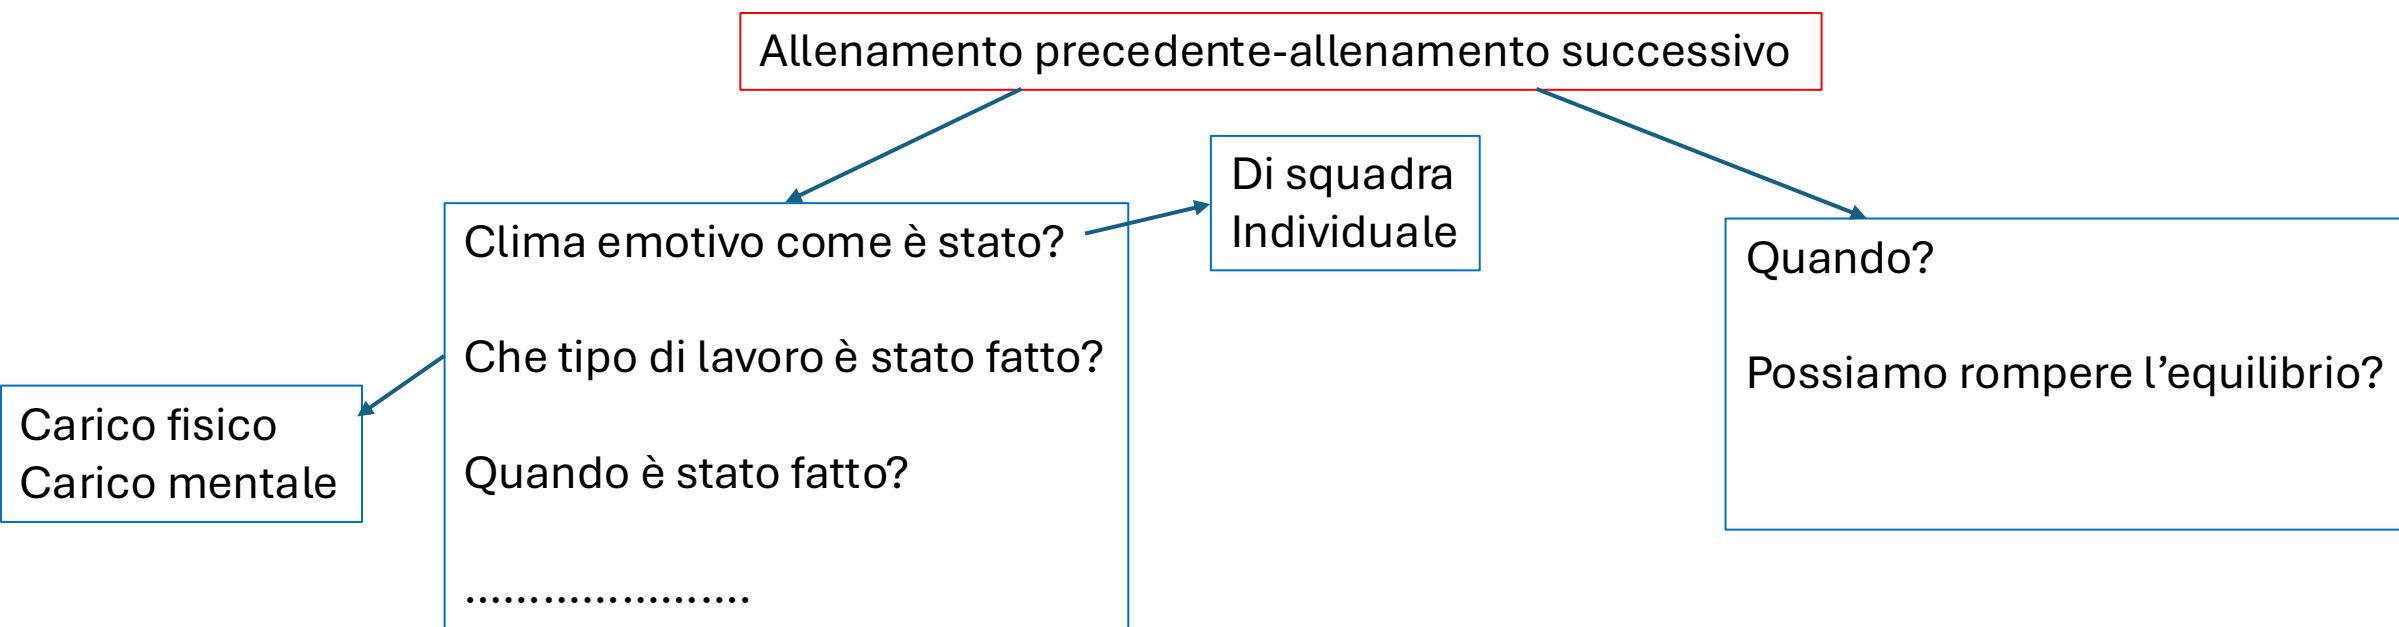 Allenamento precedente-allenamento successivo
Clima emotivo come è stato?
Che tipo di lavoro è stato fatto?
Quando è stato fatto?
......................
Di squadra
Individuale
Carico fisico
Carico mentale
Quando?
Possiamo rompere l’equilibrio?